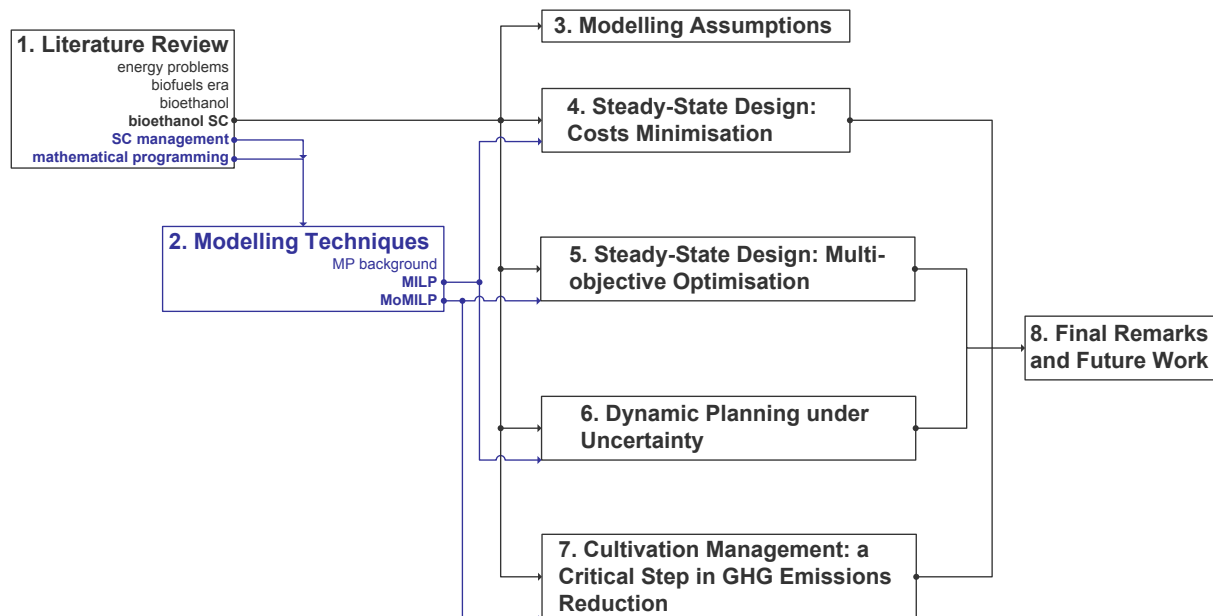 1. Literature Review
energy problems
biofuels era
bioethanol
bioethanol SC
SC management
mathematical programming
2. Modelling Techniques
MP background
MILP
MoMILP
3. Modelling Assumptions
4. Steady-State Design:
Costs Minimisation
5. Steady-State Design: Multi-
objective Optimisation
6. Dynamic Planning under
Uncertainty
7. Cultivation Management: a
Critical Step in GHG Emissions
Reduction
8. Final Remarks
and Future Work